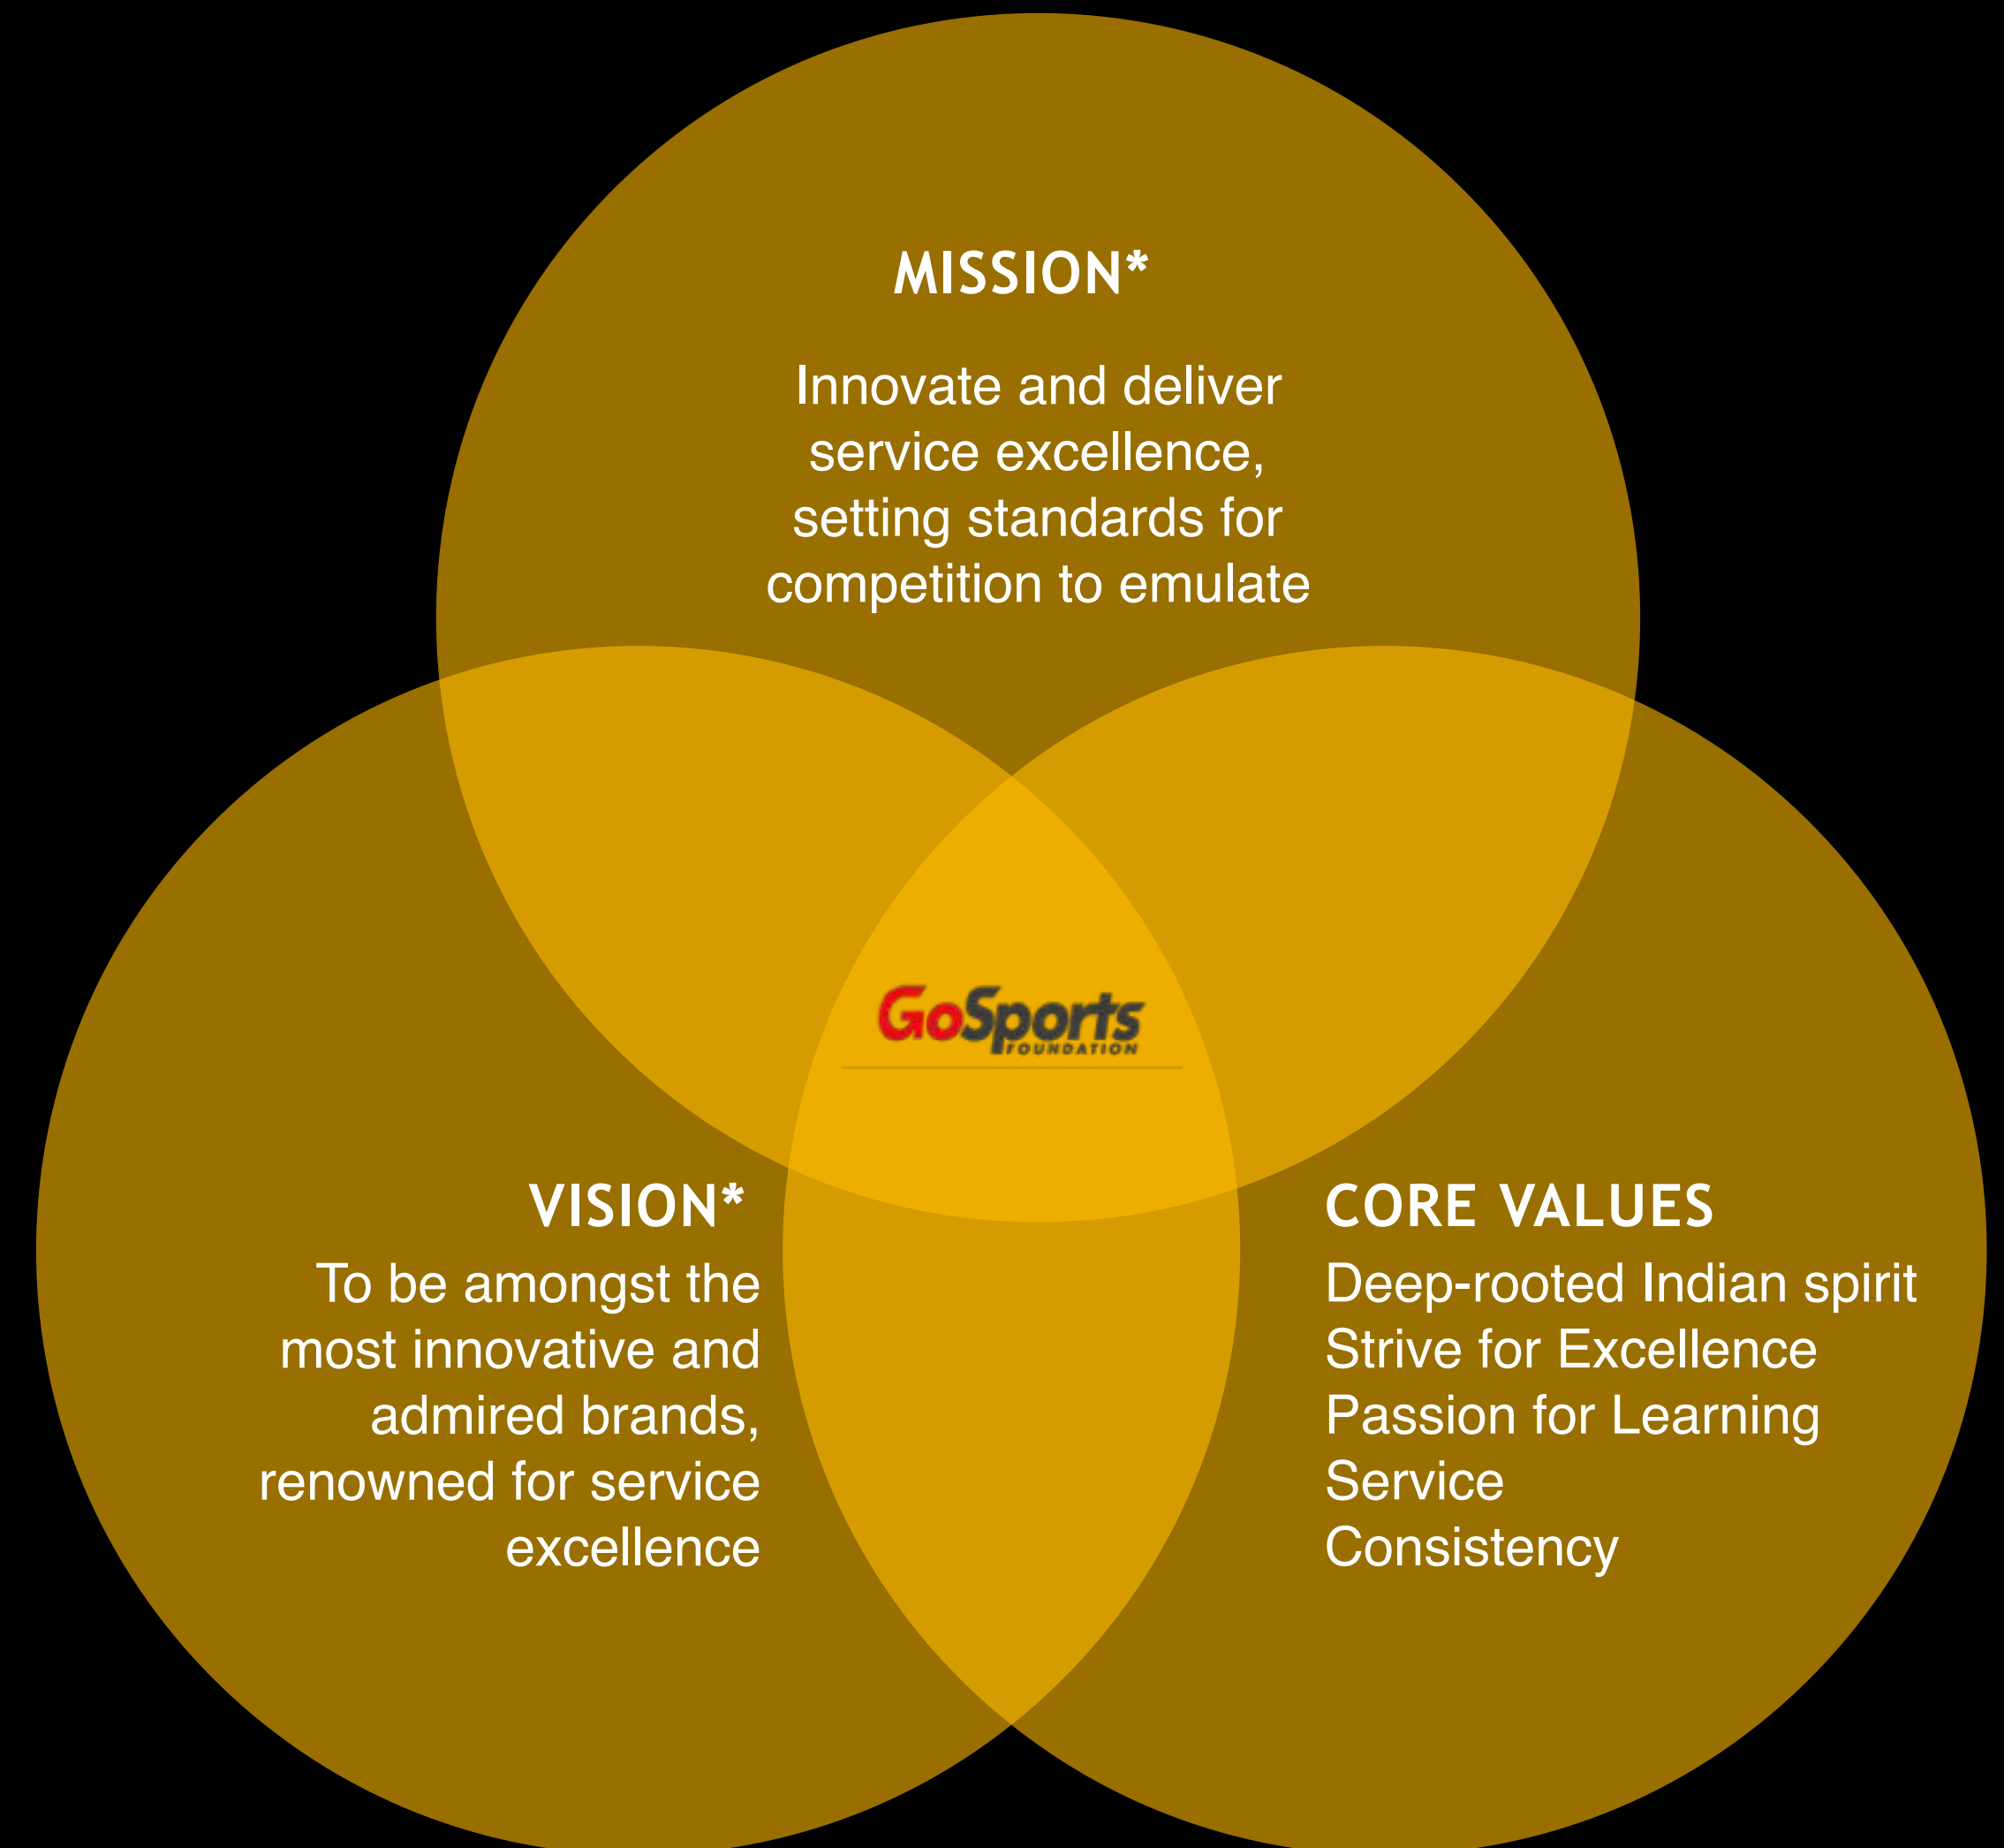 MISSION*
Innovate and deliver
service excellence,
setting standards for
competition to emulate
GoSports
FOUNDATION
VISION*
To be amongst the
most innovative and
admired brands,
renowned for service
excellence
CORE VALUES
Deep-rooted Indian spirit
Strive for Excellence
Passion for Learning
Service
Consistency